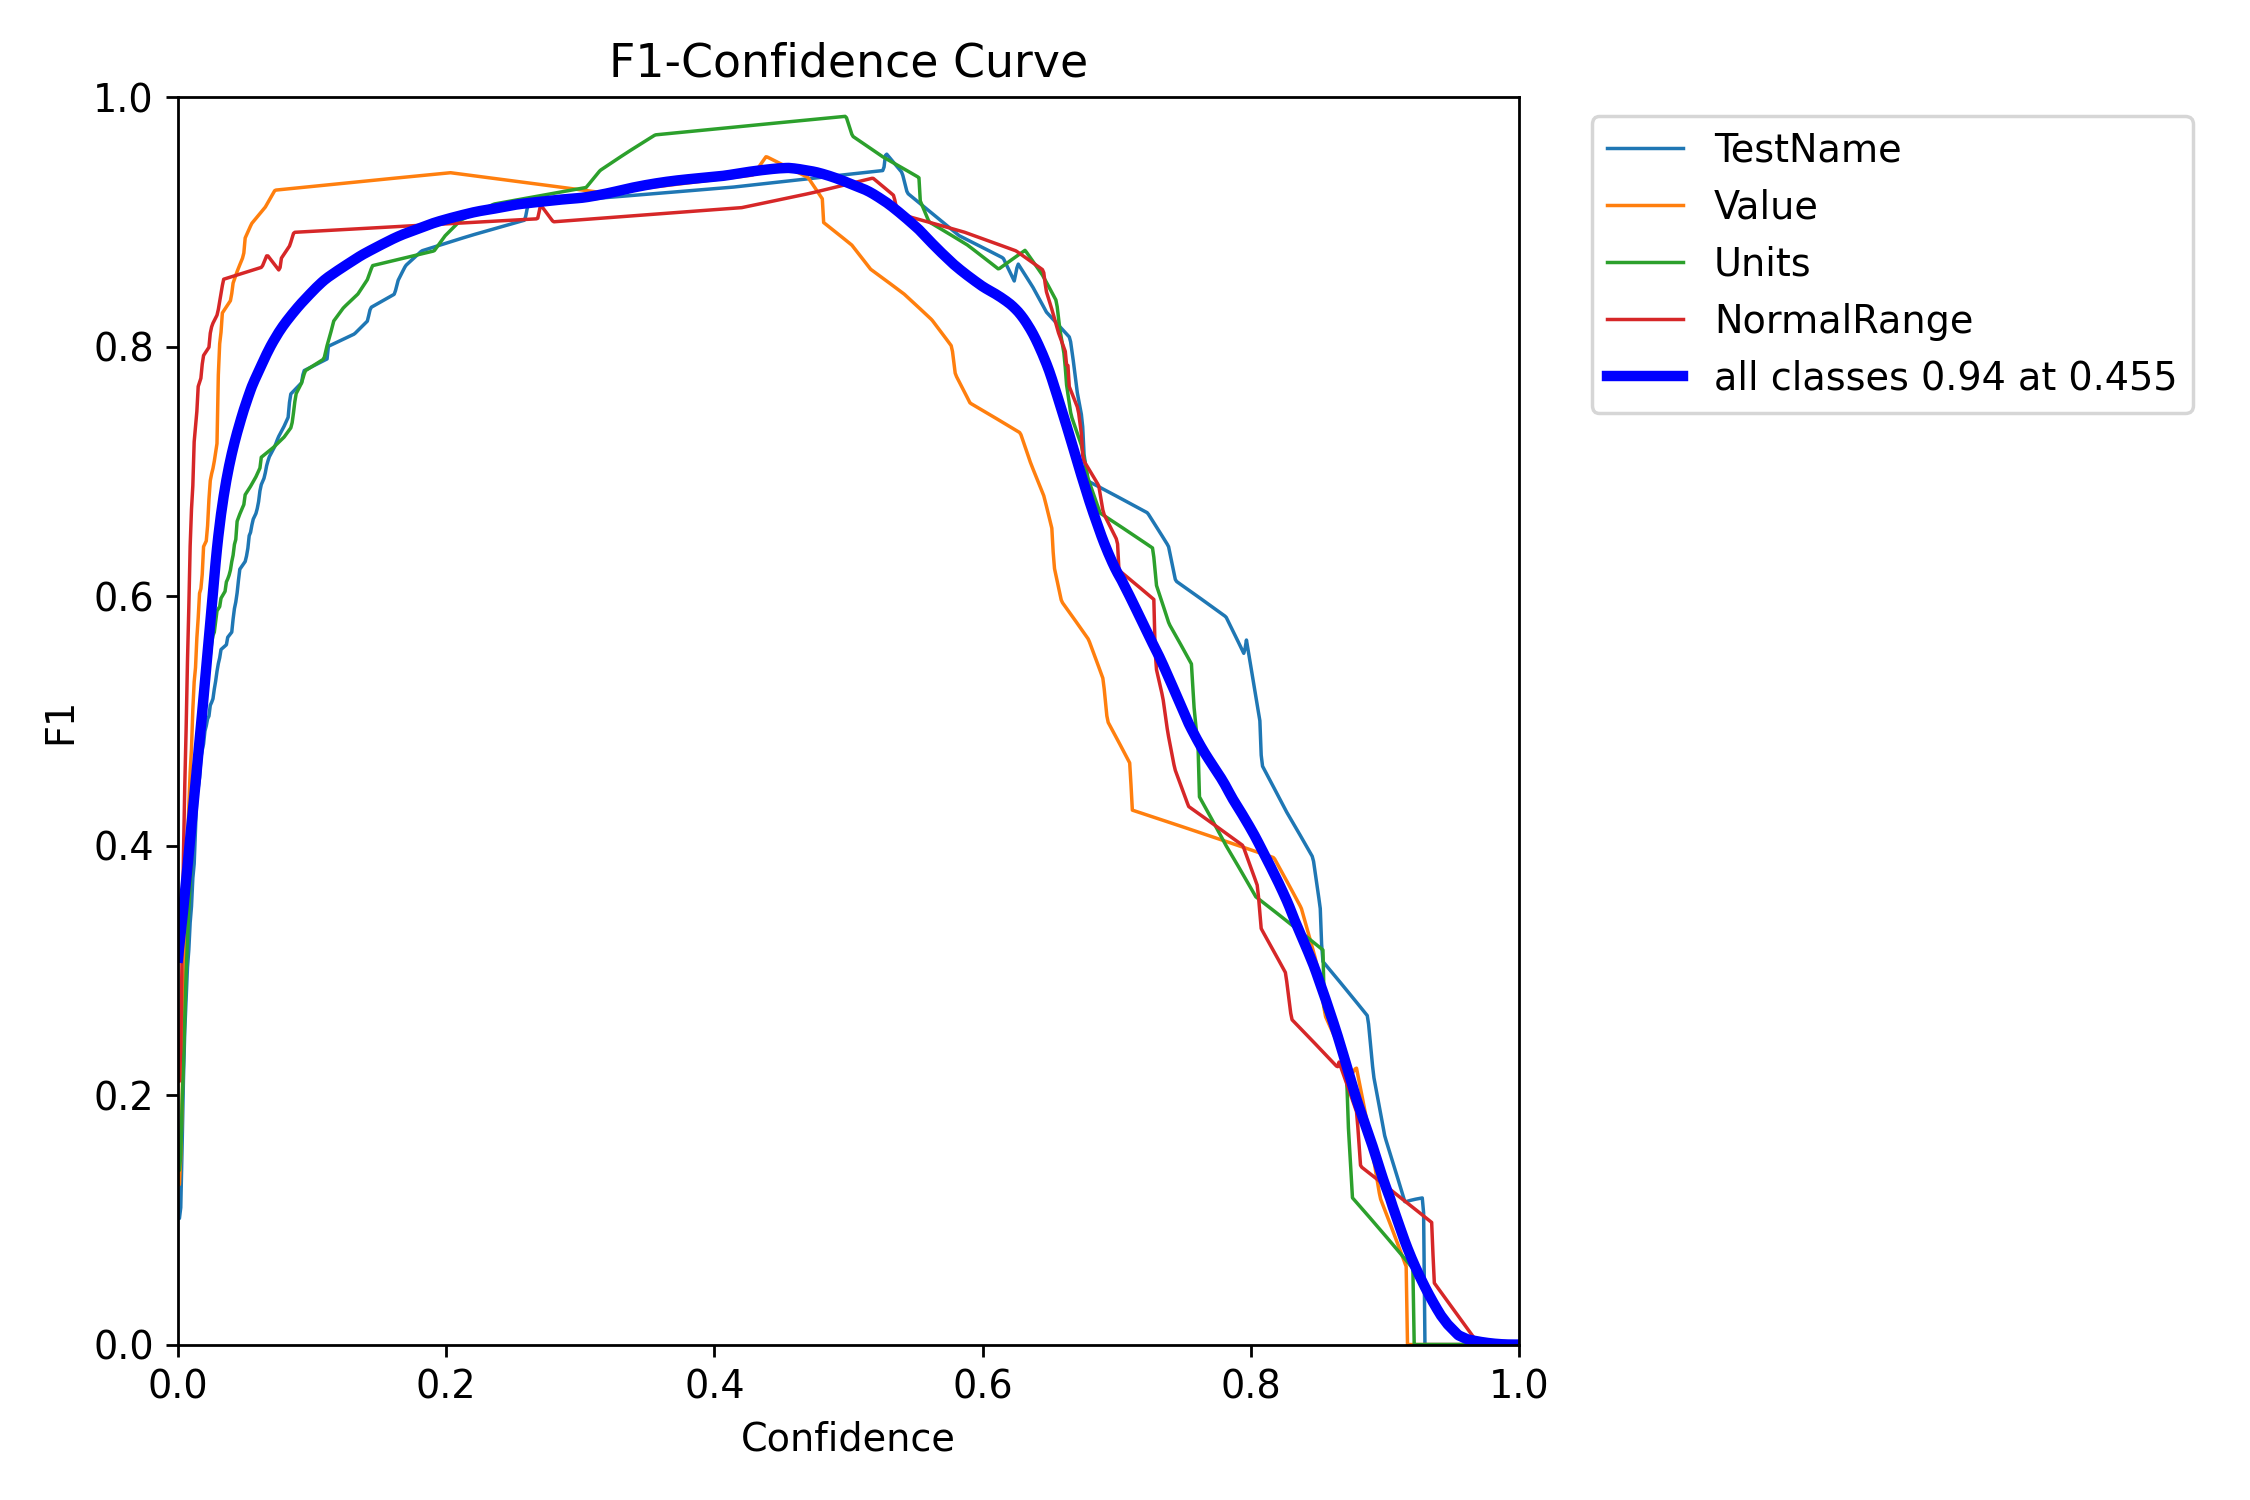 F1-Confidence Curve
1.0
0.8
0.6
0.4
0.2
0.0
F1
0.0 0.2 0.4 0.6 0.8 1.0
Confidence
TestName
Value
Units
NormalRange
all classes 0.94 at 0.455